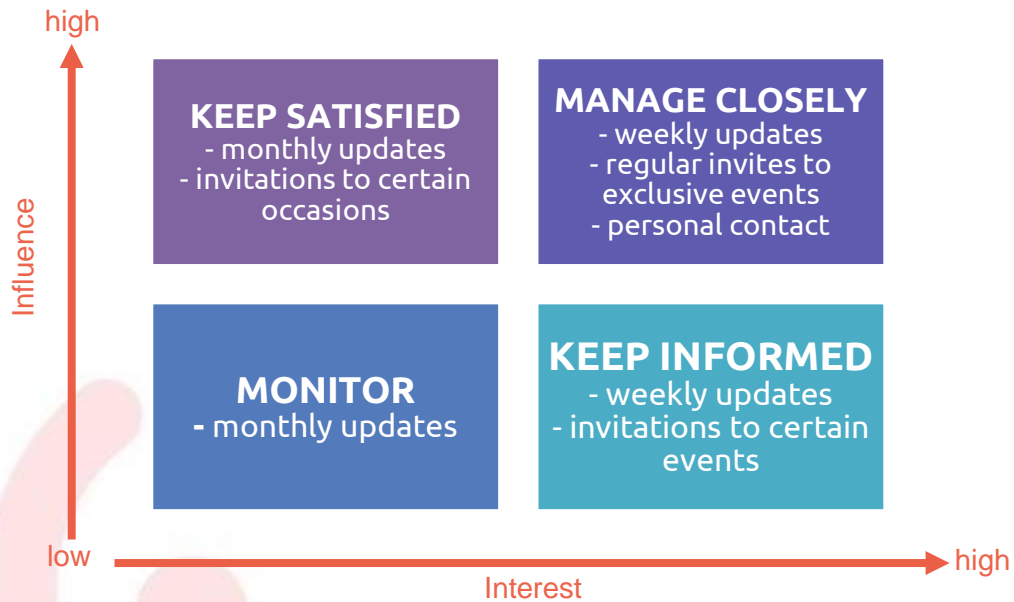 high
KEEP SATISFIED
- monthly updates
- invitations to certain
occasions
MANAGE CLOSELY
- weekly updates
- regular invites to
exclusive events
- personal contact
Influence
MONITOR
- monthly updates
KEEP INFORMED
- weekly updates
- invitations to certain
events
low
high
Interest